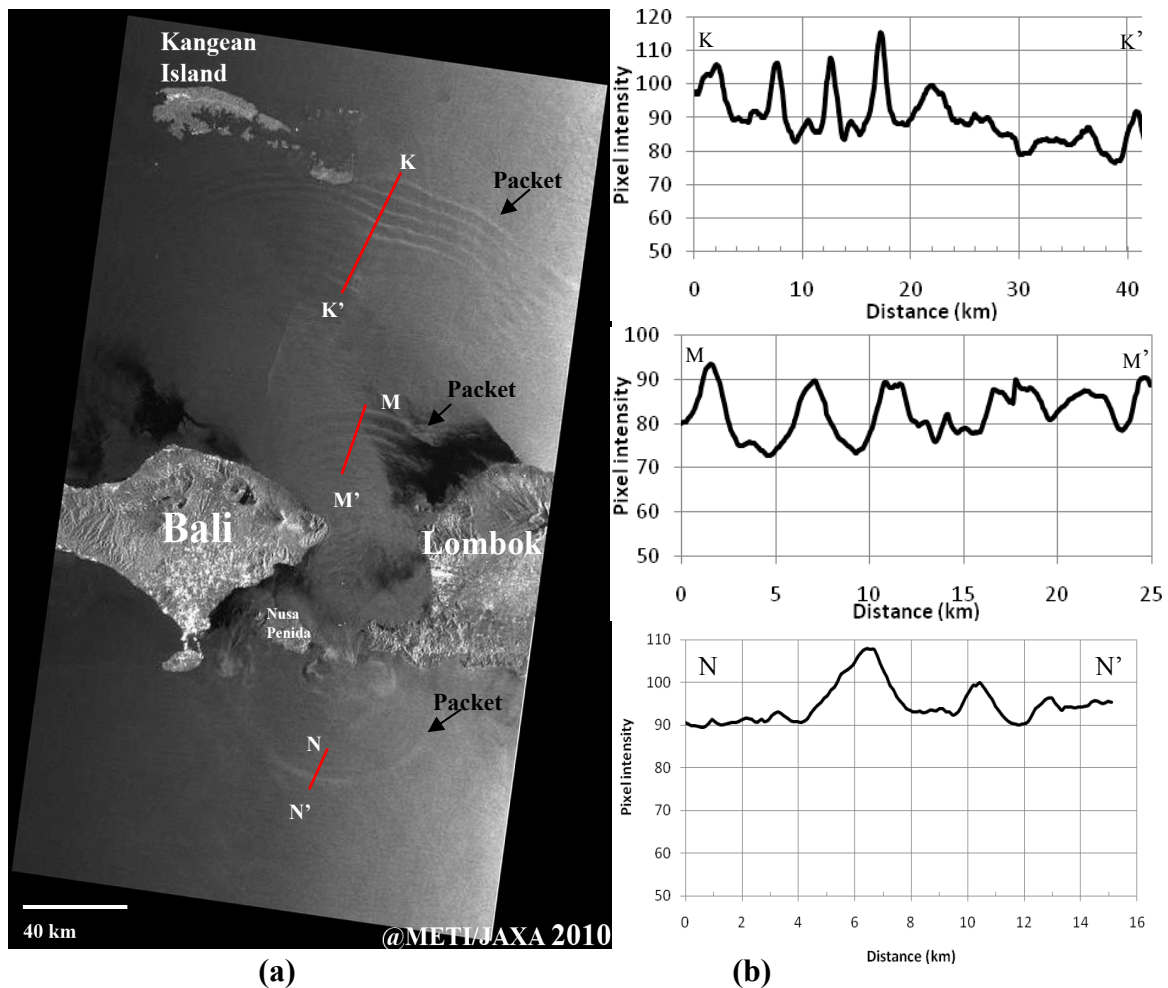 Kangean
Island
K
Packet
K'
Packet
M
M'
Bali
Lombok
Nusa
Penida
Packet
N
N'
40 km
@METI/JAXA 2010
(a)
120
110
100
90
80
70
60
50
Pixel intensity
K
K'
0 10 20 30 40
Distance (km)
100
90
80
70
60
50
Pixel intensity
M
M'
0 5 10 15 20 25
Distance (km)
110
100
90
80
70
60
50
Pixel intensity
N
N'
0 2 4 6 8 10 12 14 16
Distance (km)
(b)